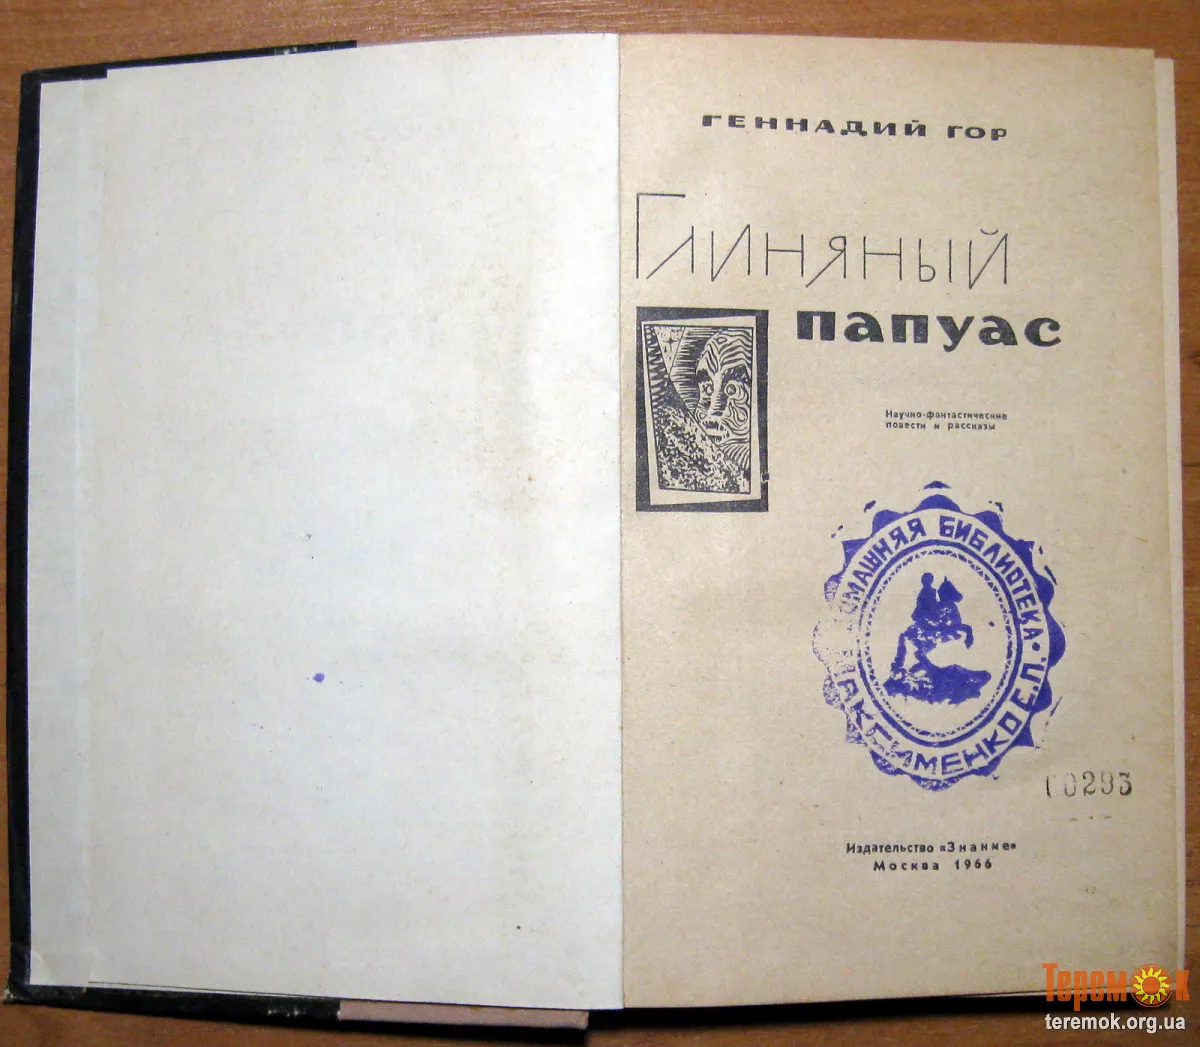 ГЕННАДИЙ ГОР
Глиняный
папуас
Научно-фантастические
повести и рассказы
ДОМАШНЯЯ БИБЛИОТЕКА •
МАКСИМЕНКО С.П.
00293
Издательство «Знание»
Москва 1966
Теремок
teremok.org.ua